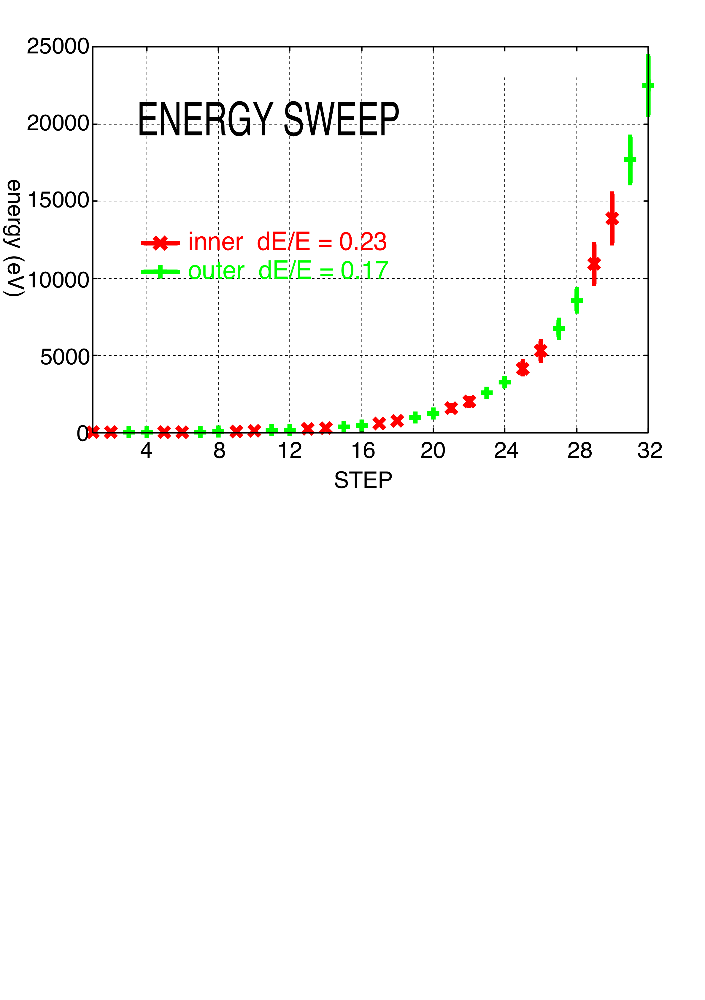 25000
ENERGY SWEEP
20000
energy (eV)
15000
inner dE/E = 0.23
outer dE/E = 0.17
10000
5000
0
4 8 12 16 20 24 28 32
STEP